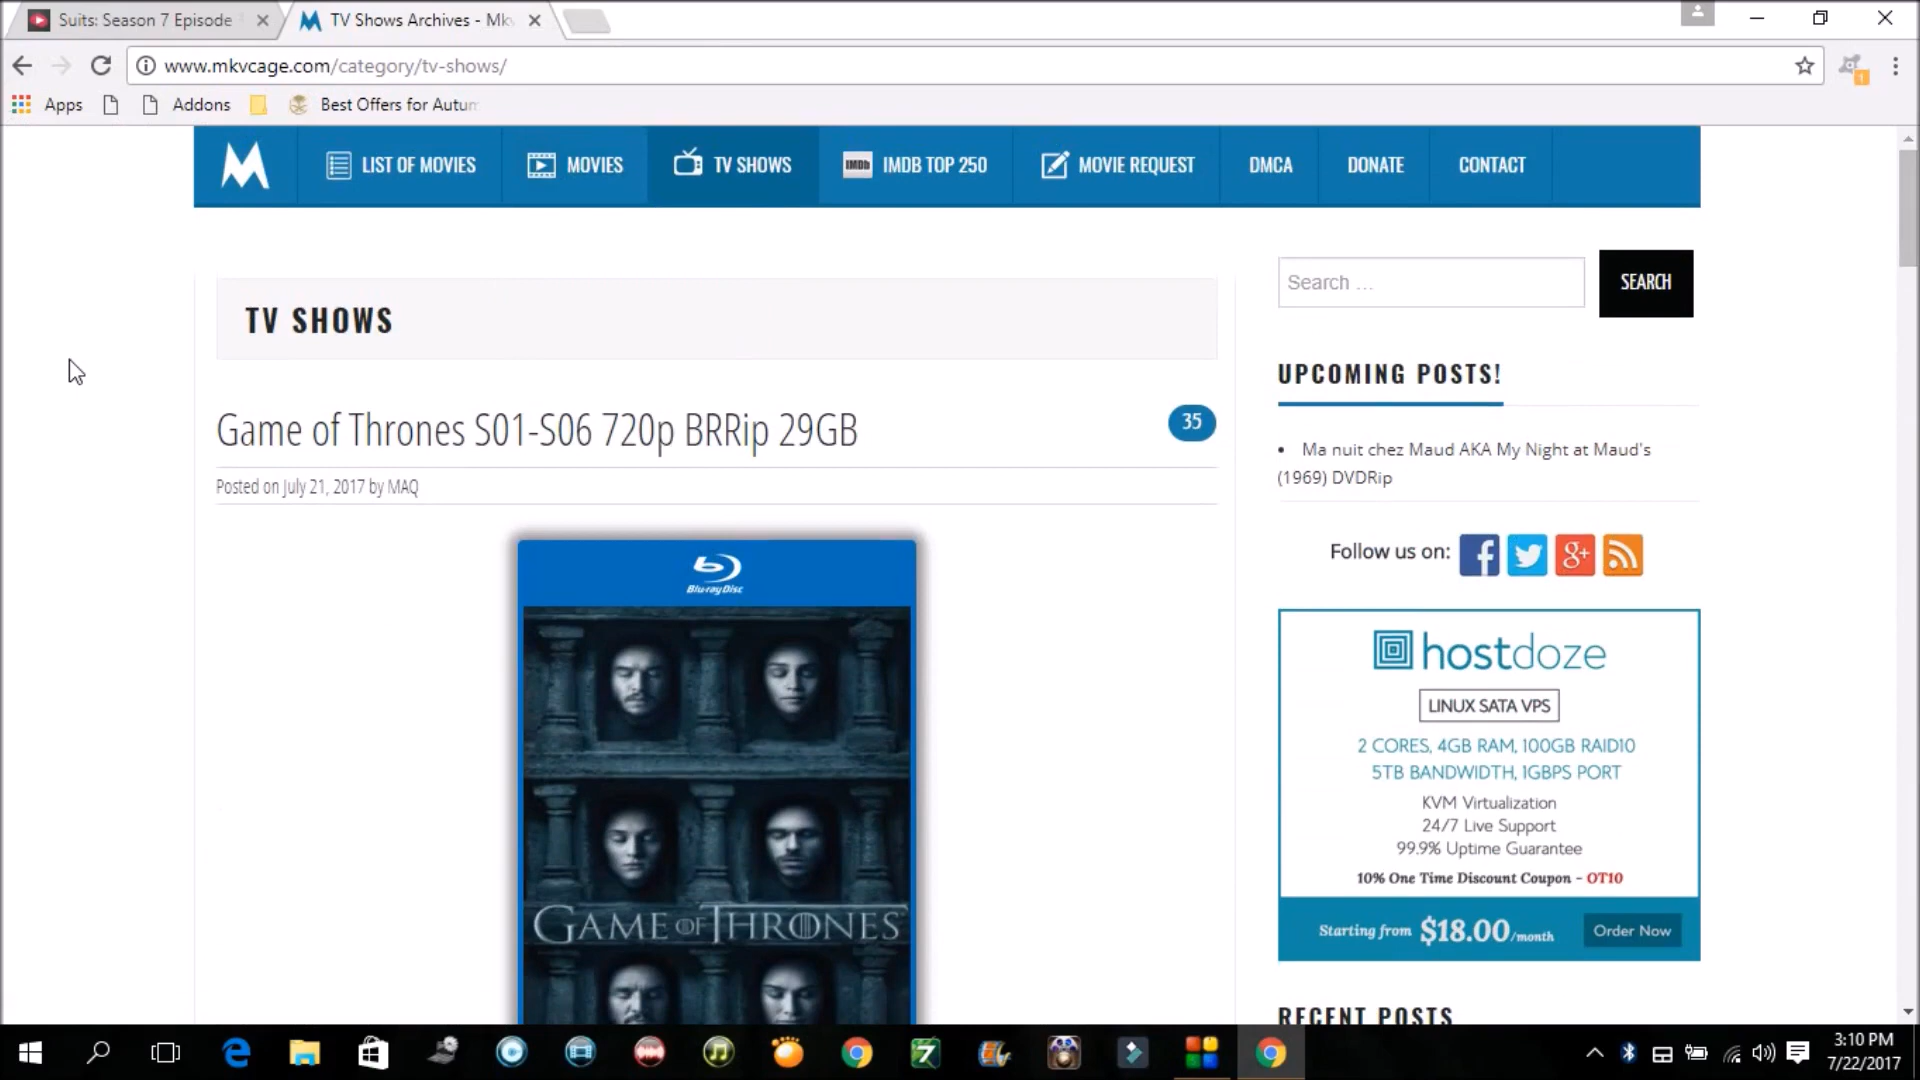 Suits: Season 7 Episode
TV Shows Archives - Mkv
www.mkvcage.com/category/tv-shows/
1
Apps
Addons
Best Offers for Autum
LIST OF MOVIES
MOVIES
TV SHOWS
IMDb
IMDB TOP 250
MOVIE REQUEST
DMCA
DONATE
CONTACT
Search …
SEARCH
TV SHOWS
UPCOMING POSTS!
Game of Thrones S01-S06 720p BRRip 29GB
35
Ma nuit chez Maud AKA My Night at Maud's
(1969) DVDRip
Posted on July 21, 2017 by MAQ
Follow us on:
Blu-ray Disc
hostdoze
LINUX SATA VPS
2 CORES, 4GB RAM, 100GB RAID10
5TB BANDWIDTH, 1GBPS PORT
KVM Virtualization
24/7 Live Support
99.9% Uptime Guarantee
10% One Time Discount Coupon - OT10
GAME OF THRONES
Starting from $18.00/month
Order Now
RECENT POSTS
3:10 PM
7/22/2017